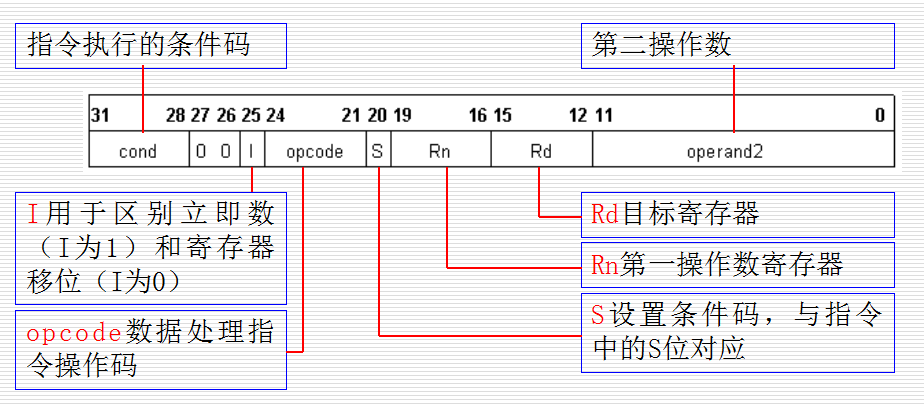 指令执行的条件码
第二操作数
31 28 27 26 25 24 21 20 19 16 15 12 11 0
cond 0 0 I opcode S Rn Rd operand2
I用于区别立即数
（I为1）和寄存器
移位（I为0）
opcode数据处理指
令操作码
Rd目标寄存器
Rn第一操作数寄存器
S设置条件码，与指令
中的S位对应